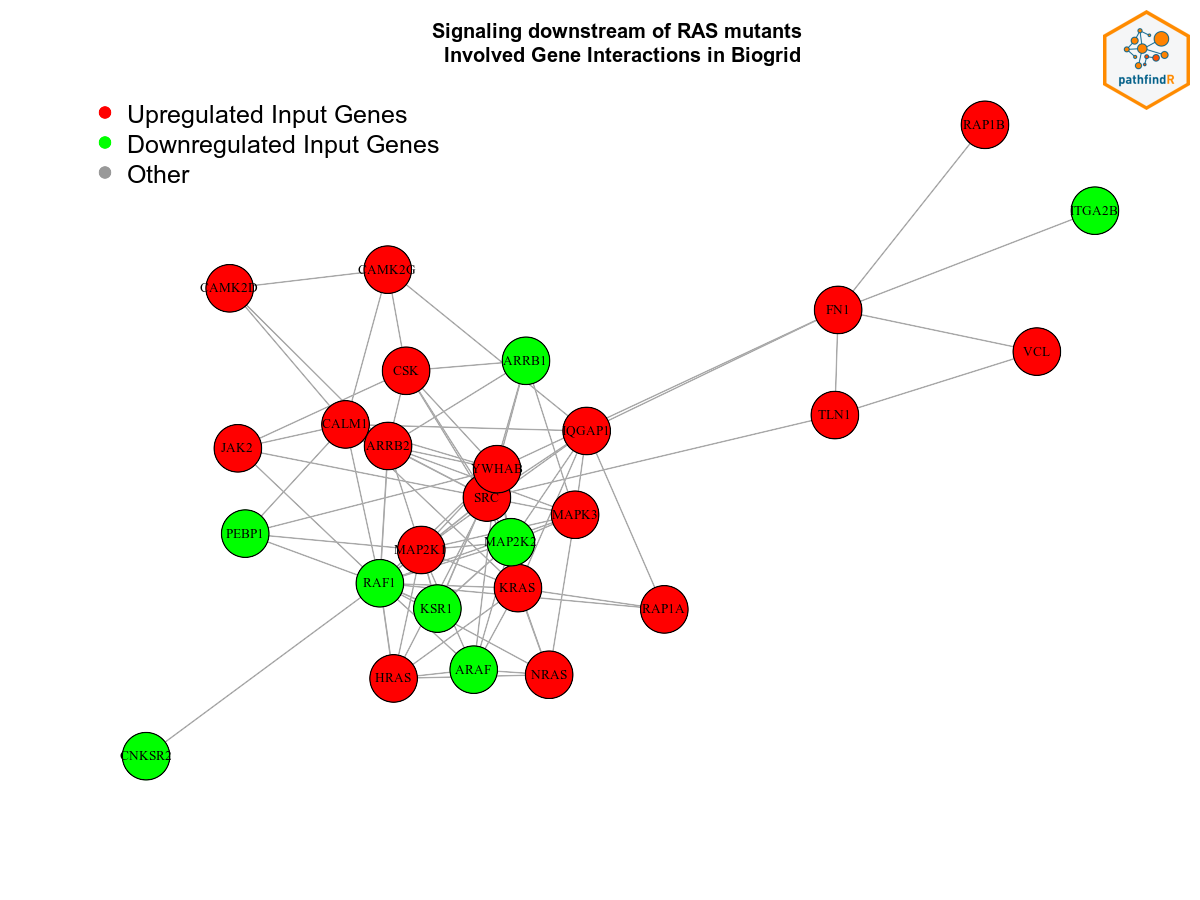 Signaling downstream of RAS mutants
Involved Gene Interactions in Biogrid
pathfindR
Upregulated Input Genes
Downregulated Input Genes
Other
RAP1B
ITGA2B
CAMK2G
CAMK2D
FN1
VCL
ARRB1
CSK
TLN1
CALM1
IQGAP1
JAK2
ARRB2
YWHAB
SRC
MAPK3
PEBP1
MAP2K2
MAP2K1
RAF1
KRAS
KSR1
RAP1A
ARAF
NRAS
HRAS
CNKSR2